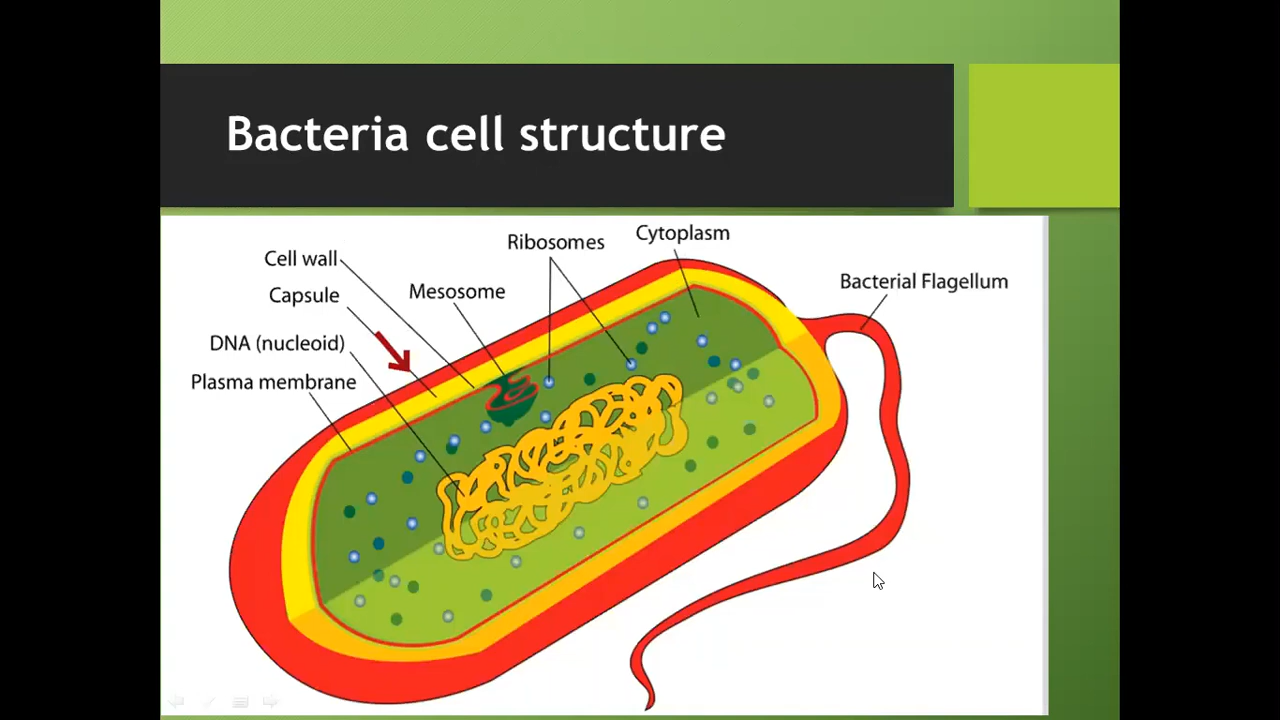 Bacteria cell structure
Cytoplasm
Ribosomes
Cell wall
Bacterial Flagellum
Mesosome
Capsule
DNA (nucleoid)
Plasma membrane